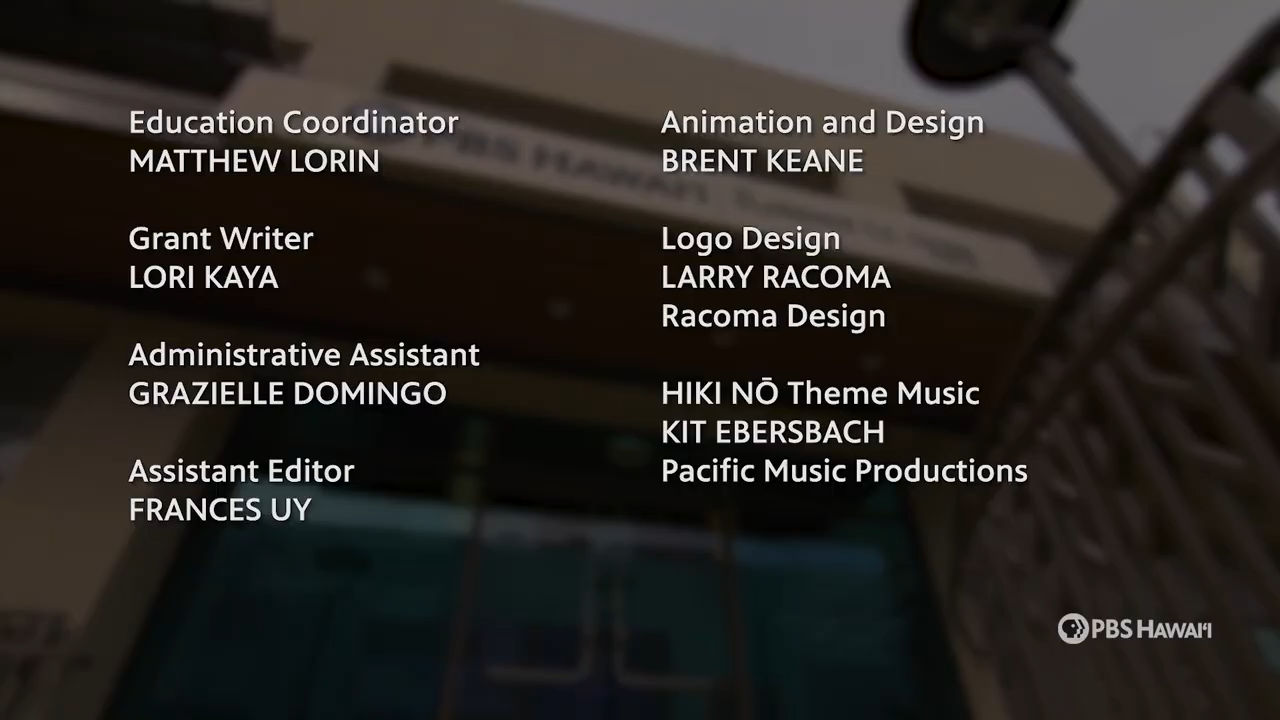 Education Coordinator
MATTHEW LORIN
Grant Writer
LORI KAYA
Administrative Assistant
GRAZIELLE DOMINGO
Assistant Editor
FRANCES UY
Animation and Design
BRENT KEANE
Logo Design
LARRY RACOMA
Racoma Design
HIKI NŌ Theme Music
KIT EBERSBACH
Pacific Music Productions
PBS HAWAIʻI
PBS HAWAIʻI